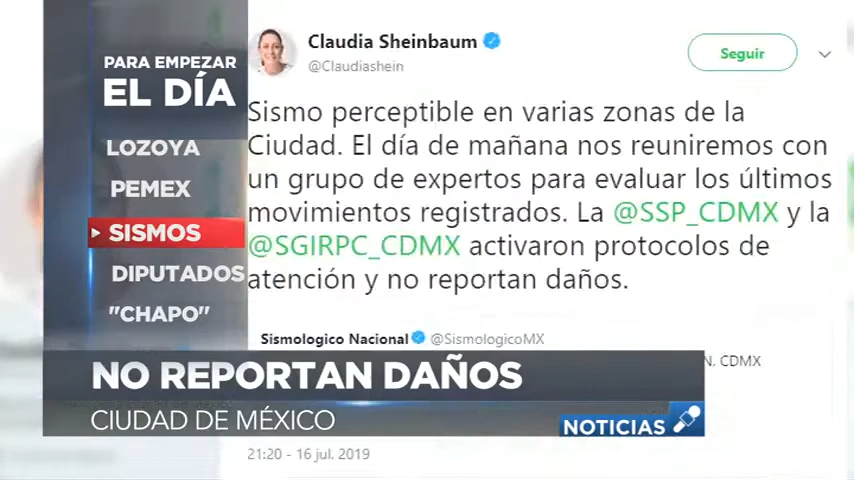 PARA EMPEZAR
EL DÍA
LOZOYA
PEMEX
SISMOS
DIPUTADOS
"CHAPO"
Claudia Sheinbaum
@Claudiashein
Seguir
Sismo perceptible en varias zonas de la
Ciudad. El día de mañana nos reuniremos con
un grupo de expertos para evaluar los últimos
movimientos registrados. La @SSP_CDMX y la
@SGIRPC_CDMX activaron protocolos de
atención y no reportan daños.
Sismologico Nacional @SismologicoMX
N, CDMX
NO REPORTAN DAÑOS
CIUDAD DE MÉXICO
NOTICIAS
21:20 - 16 jul. 2019